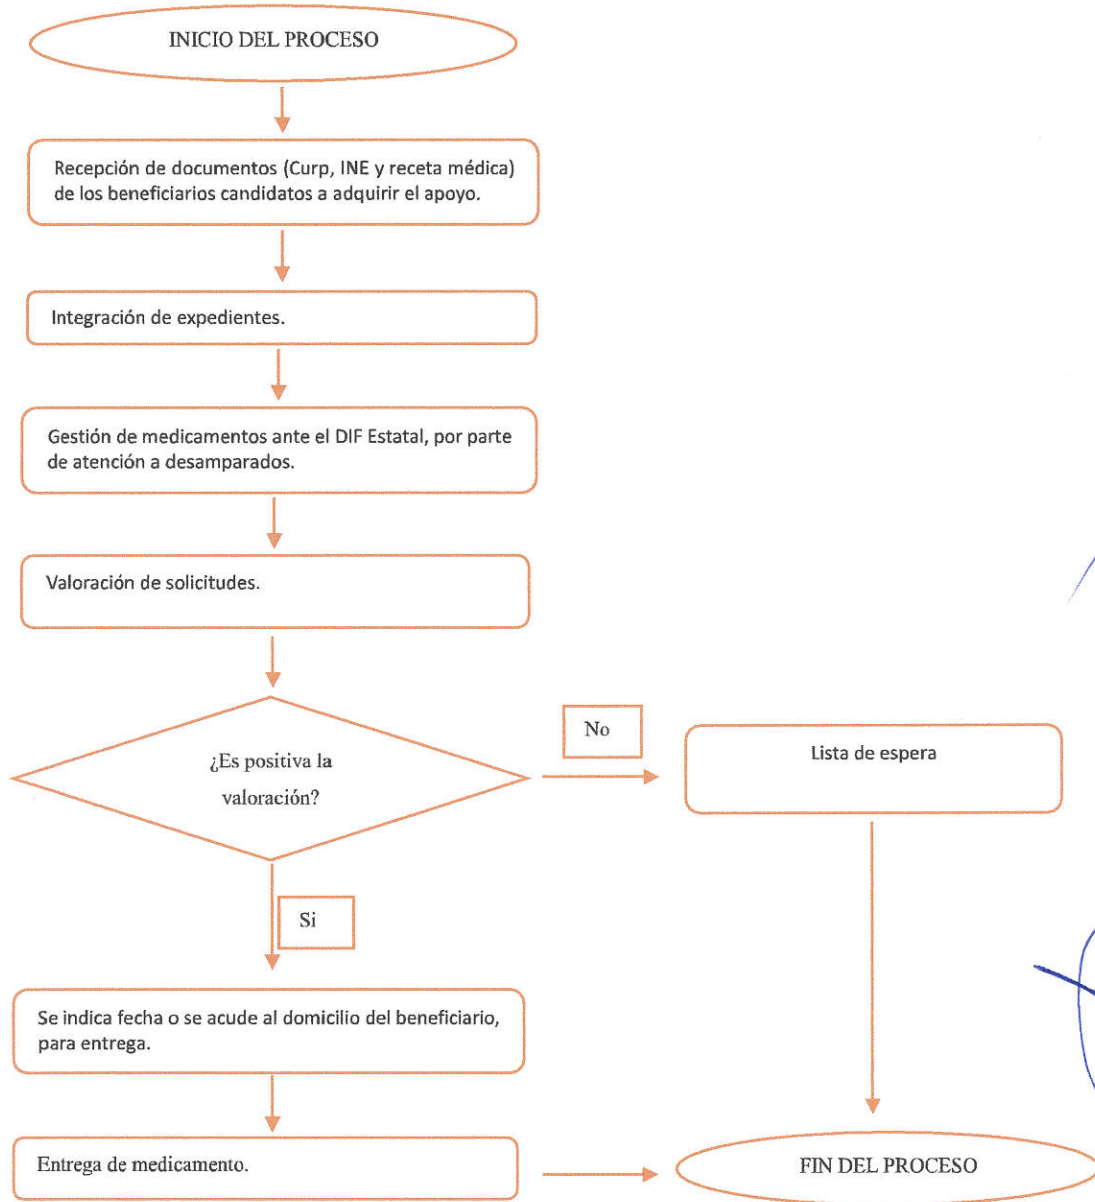 INICIO DEL PROCESO
Recepción de documentos (Curp, INE y receta médica)
de los beneficiarios candidatos a adquirir el apoyo.
Integración de expedientes.
Gestión de medicamentos ante el DIF Estatal, por parte
de atención a desamparados.
Valoración de solicitudes.
¿Es positiva la
valoración?
No
Lista de espera
Si
Se indica fecha o se acude al domicilio del beneficiario,
para entrega.
Entrega de medicamento.
FIN DEL PROCESO